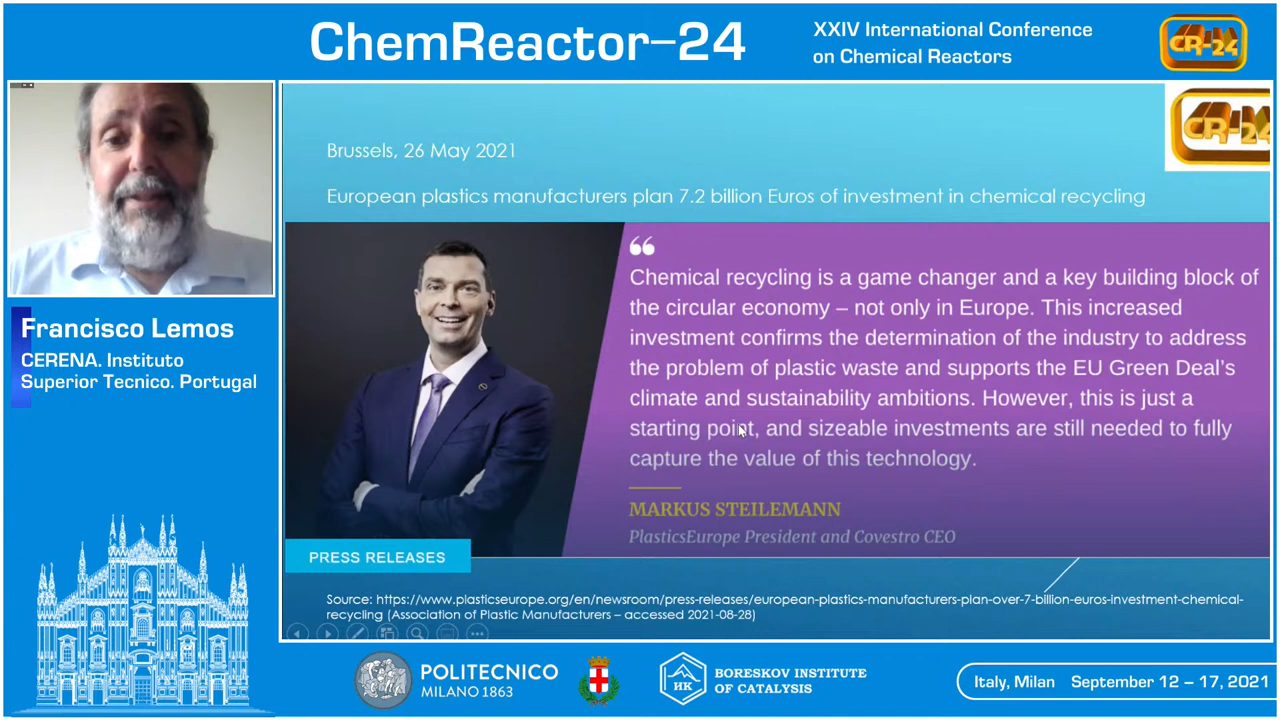 ChemReactor–24
XXIV International Conference
on Chemical Reactors
CR-24
CR-24
Brussels, 26 May 2021
European plastics manufacturers plan 7.2 billion Euros of investment in chemical recycling
“
Chemical recycling is a game changer and a key building block of
the circular economy – not only in Europe. This increased
investment confirms the determination of the industry to address
the problem of plastic waste and supports the EU Green Deal’s
climate and sustainability ambitions. However, this is just a
starting point, and sizeable investments are still needed to fully
capture the value of this technology.
MARKUS STEILEMANN
PlasticsEurope President and Covestro CEO
PRESS RELEASES
Source: https://www.plasticseurope.org/en/newsroom/press-releases/european-plastics-manufacturers-plan-over-7-billion-euros-investment-chemical-
recycling (Association of Plastic Manufacturers – accessed 2021-08-28)
Francisco Lemos
CERENA. Instituto
Superior Tecnico. Portugal
POLITECNICO
MILANO 1863
ИК
BORESKOV INSTITUTE
OF CATALYSIS
Italy, Milan September 12 – 17, 2021